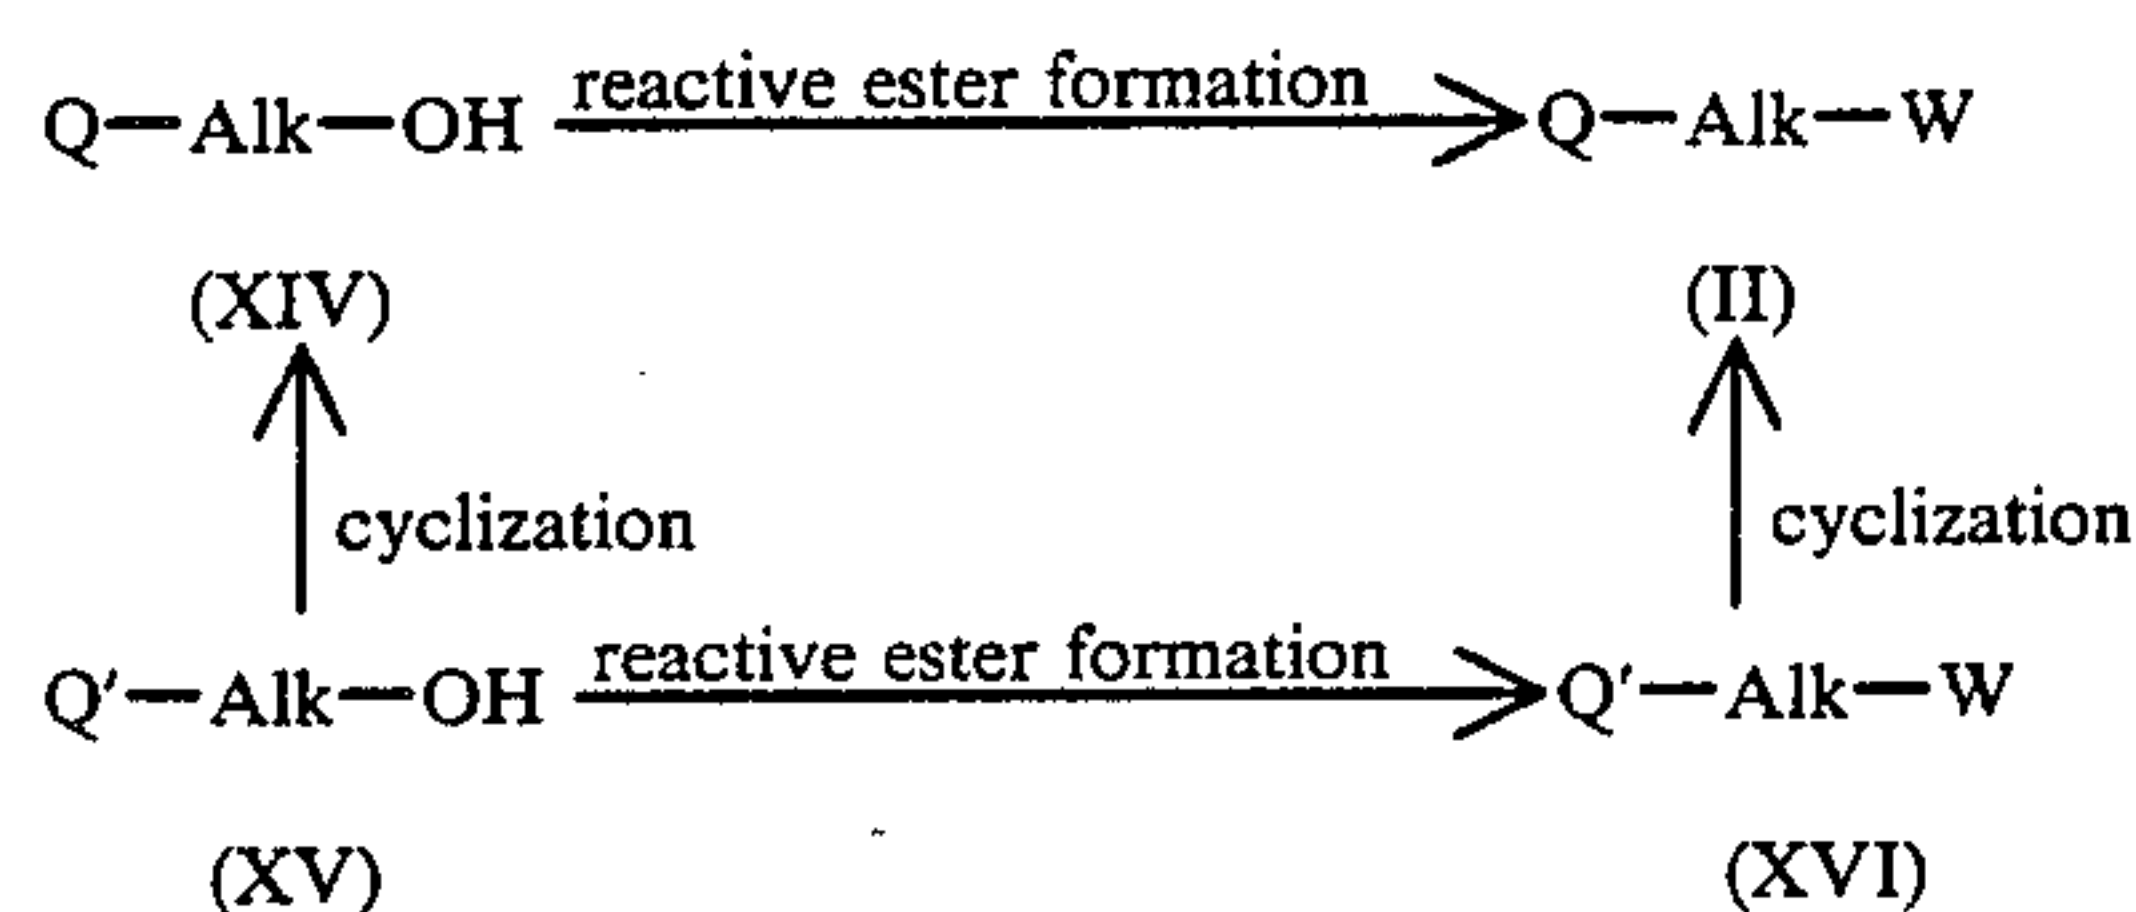 reactive ester formation
Q—Alk—OH Q—Alk—W
(XIV) (II)
cyclization cyclization
reactive ester formation
Q′—Alk—OH Q′—Alk—W
(XV) (XVI)